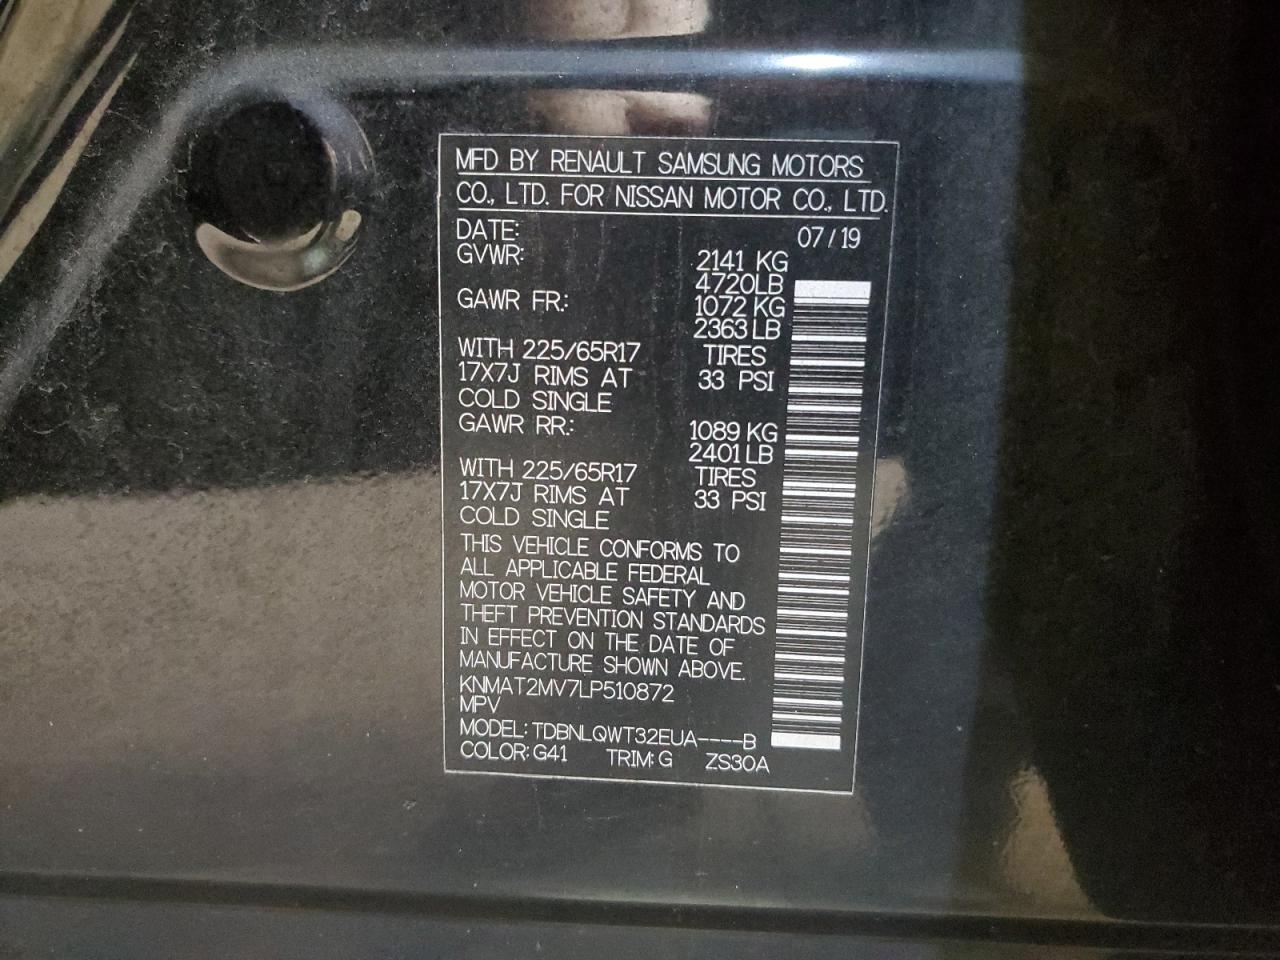 MFD BY RENAULT SAMSUNG MOTORS
CO., LTD. FOR NISSAN MOTOR CO., LTD.
DATE: 07/19
GVWR: 2141 KG
4720LB
GAWR FR.: 1072 KG
2363 LB
WITH 225/65R17 TIRES
17X7J RIMS AT 33 PSI
COLD SINGLE
GAWR RR.: 1089 KG
2401 LB
WITH 225/65R17 TIRES
17X7J RIMS AT 33 PSI
COLD SINGLE
THIS VEHICLE CONFORMS TO
ALL APPLICABLE FEDERAL
MOTOR VEHICLE SAFETY AND
THEFT PREVENTION STANDARDS
IN EFFECT ON THE DATE OF
MANUFACTURE SHOWN ABOVE.
KNMAT2MV7LP510872
MPV
MODEL: TDBNLQWT32EUA----B
COLOR: G41 TRIM: G ZS30A